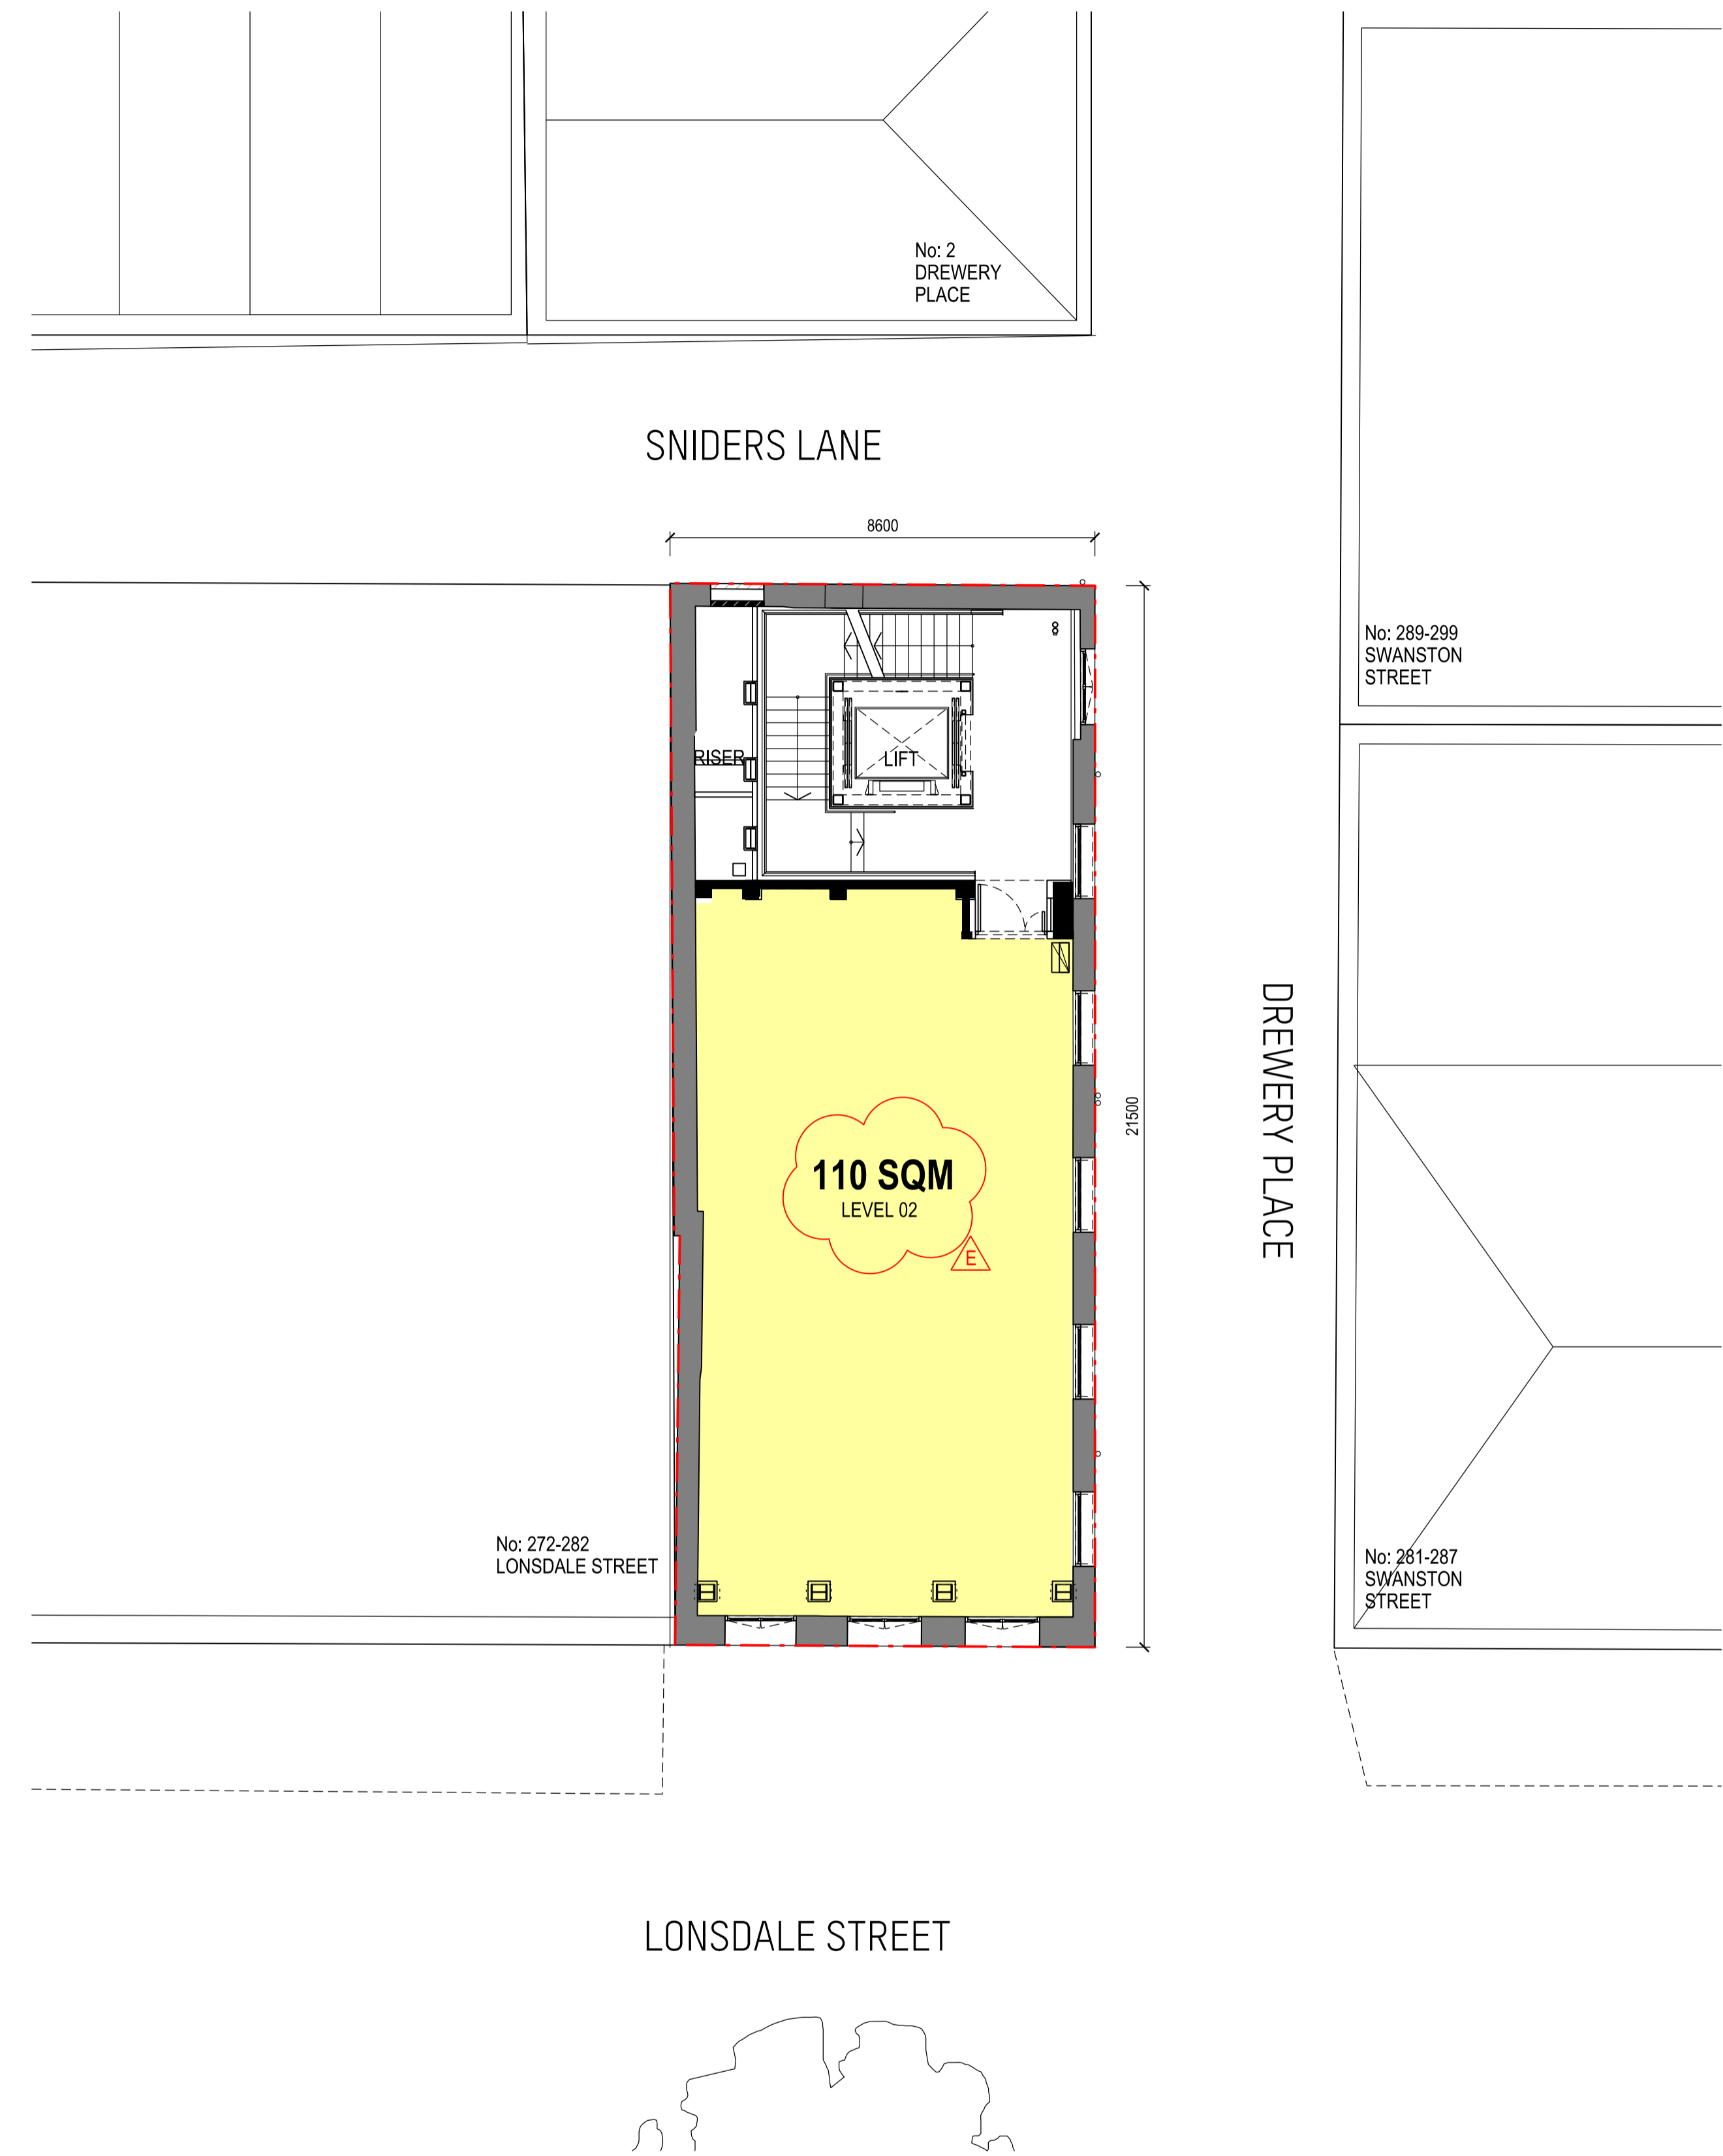 No: 2
DREWERY
PLACE
SNIDERS LANE
8600
No: 289-299
SWANSTON
STREET
RISER
LIFT
DREWERY PLACE
21500
110 SQM
LEVEL 02
E
No: 272-282
LONSDALE STREET
No: 281-287
SWANSTON
STREET
LONSDALE STREET